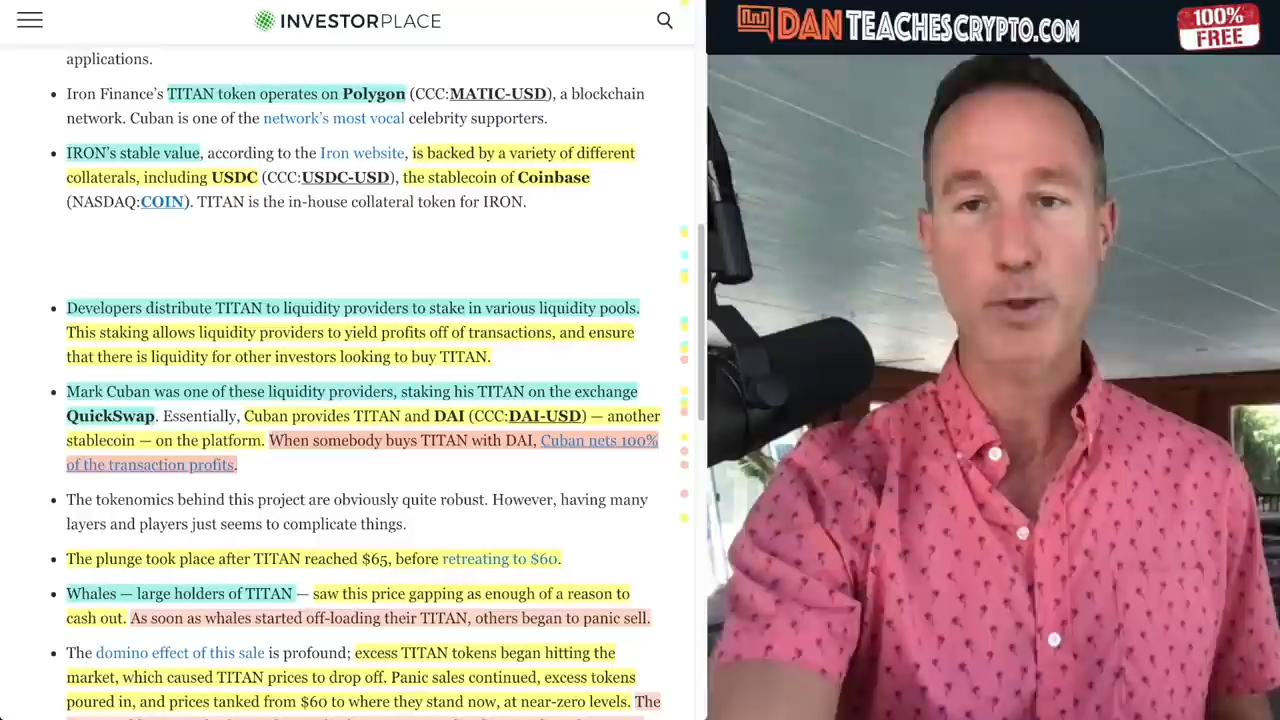 INVESTORPLACE
DANTEACHESCRYPTO.COM
100%
FREE
applications.
• Iron Finance’s TITAN token operates on Polygon (CCC:MATIC-USD), a blockchain
network. Cuban is one of the network’s most vocal celebrity supporters.
• IRON’s stable value, according to the Iron website, is backed by a variety of different
collaterals, including USDC (CCC:USDC-USD), the stablecoin of Coinbase
(NASDAQ:COIN). TITAN is the in-house collateral token for IRON.
• Developers distribute TITAN to liquidity providers to stake in various liquidity pools.
This staking allows liquidity providers to yield profits off of transactions, and ensure
that there is liquidity for other investors looking to buy TITAN.
• Mark Cuban was one of these liquidity providers, staking his TITAN on the exchange
QuickSwap. Essentially, Cuban provides TITAN and DAI (CCC:DAI-USD) — another
stablecoin — on the platform. When somebody buys TITAN with DAI, Cuban nets 100%
of the transaction profits.
• The tokenomics behind this project are obviously quite robust. However, having many
layers and players just seems to complicate things.
• The plunge took place after TITAN reached $65, before retreating to $60.
• Whales — large holders of TITAN — saw this price gapping as enough of a reason to
cash out. As soon as whales started off-loading their TITAN, others began to panic sell.
• The domino effect of this sale is profound; excess TITAN tokens began hitting the
market, which caused TITAN prices to drop off. Panic sales continued, excess tokens
poured in, and prices tanked from $60 to where they stand now, at near-zero levels. The